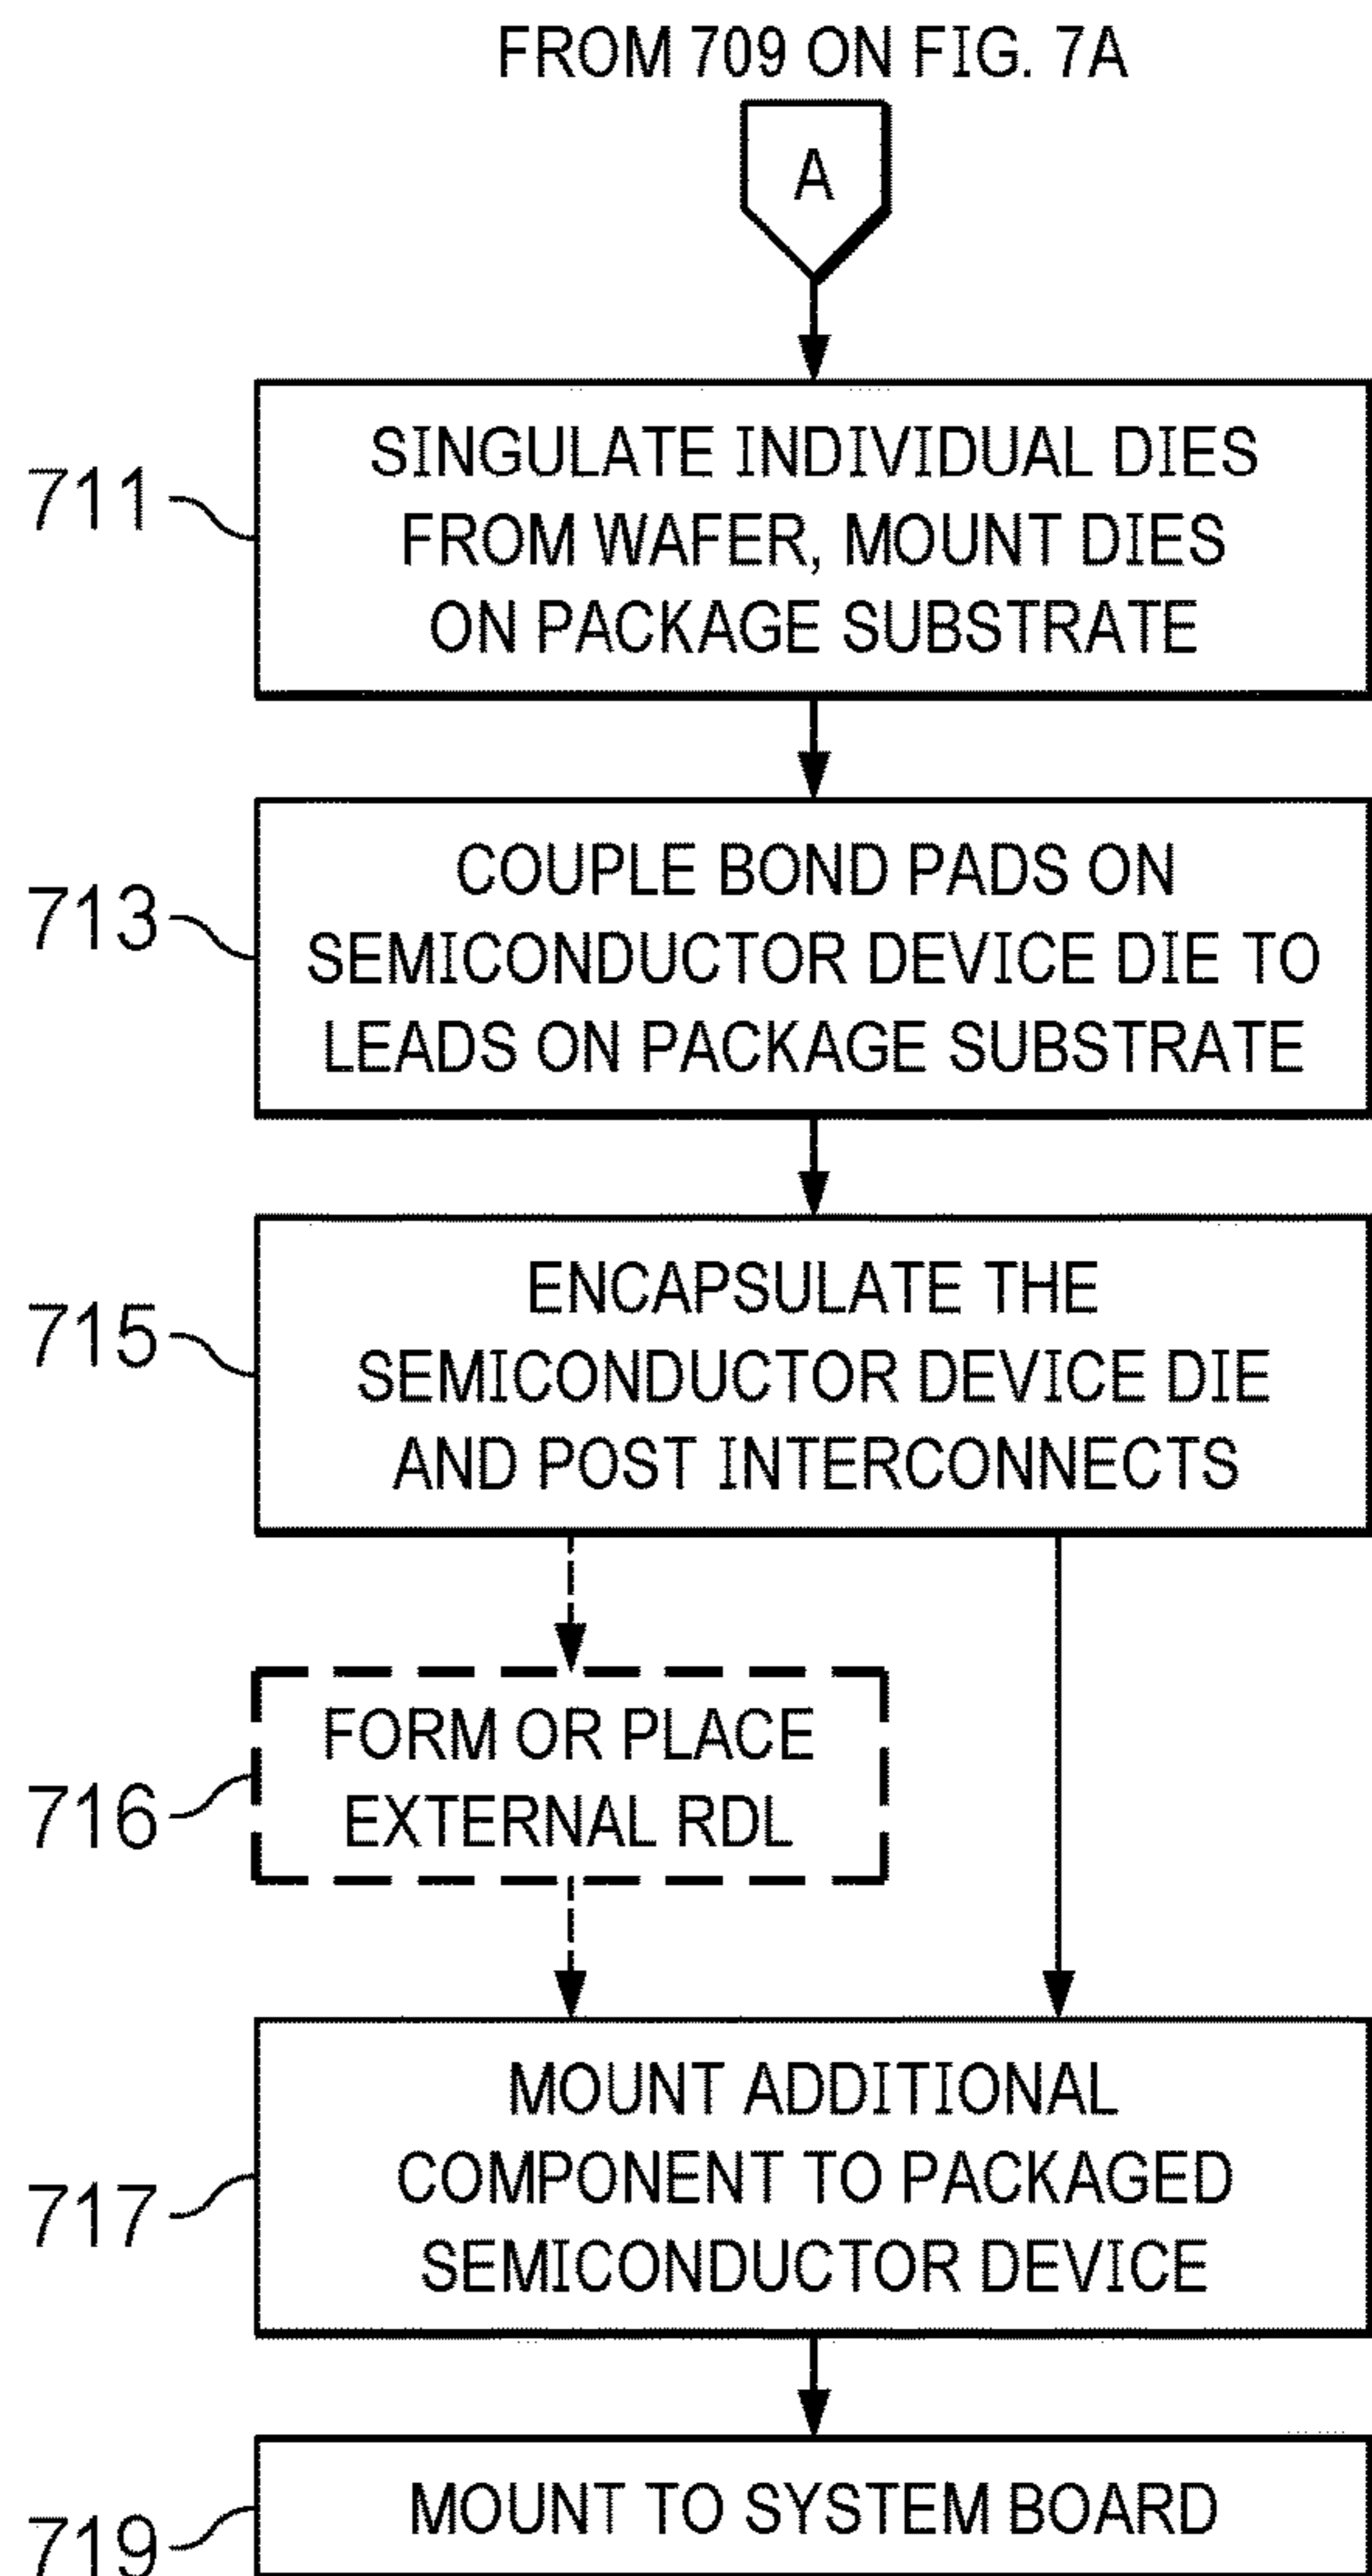 FROM 709 ON FIG. 7A
A
711
SINGULATE INDIVIDUAL DIES
FROM WAFER, MOUNT DIES
ON PACKAGE SUBSTRATE
713
COUPLE BOND PADS ON
SEMICONDUCTOR DEVICE DIE TO
LEADS ON PACKAGE SUBSTRATE
715
ENCAPSULATE THE
SEMICONDUCTOR DEVICE DIE
AND POST INTERCONNECTS
716
FORM OR PLACE
EXTERNAL RDL
717
MOUNT ADDITIONAL
COMPONENT TO PACKAGED
SEMICONDUCTOR DEVICE
719
MOUNT TO SYSTEM BOARD